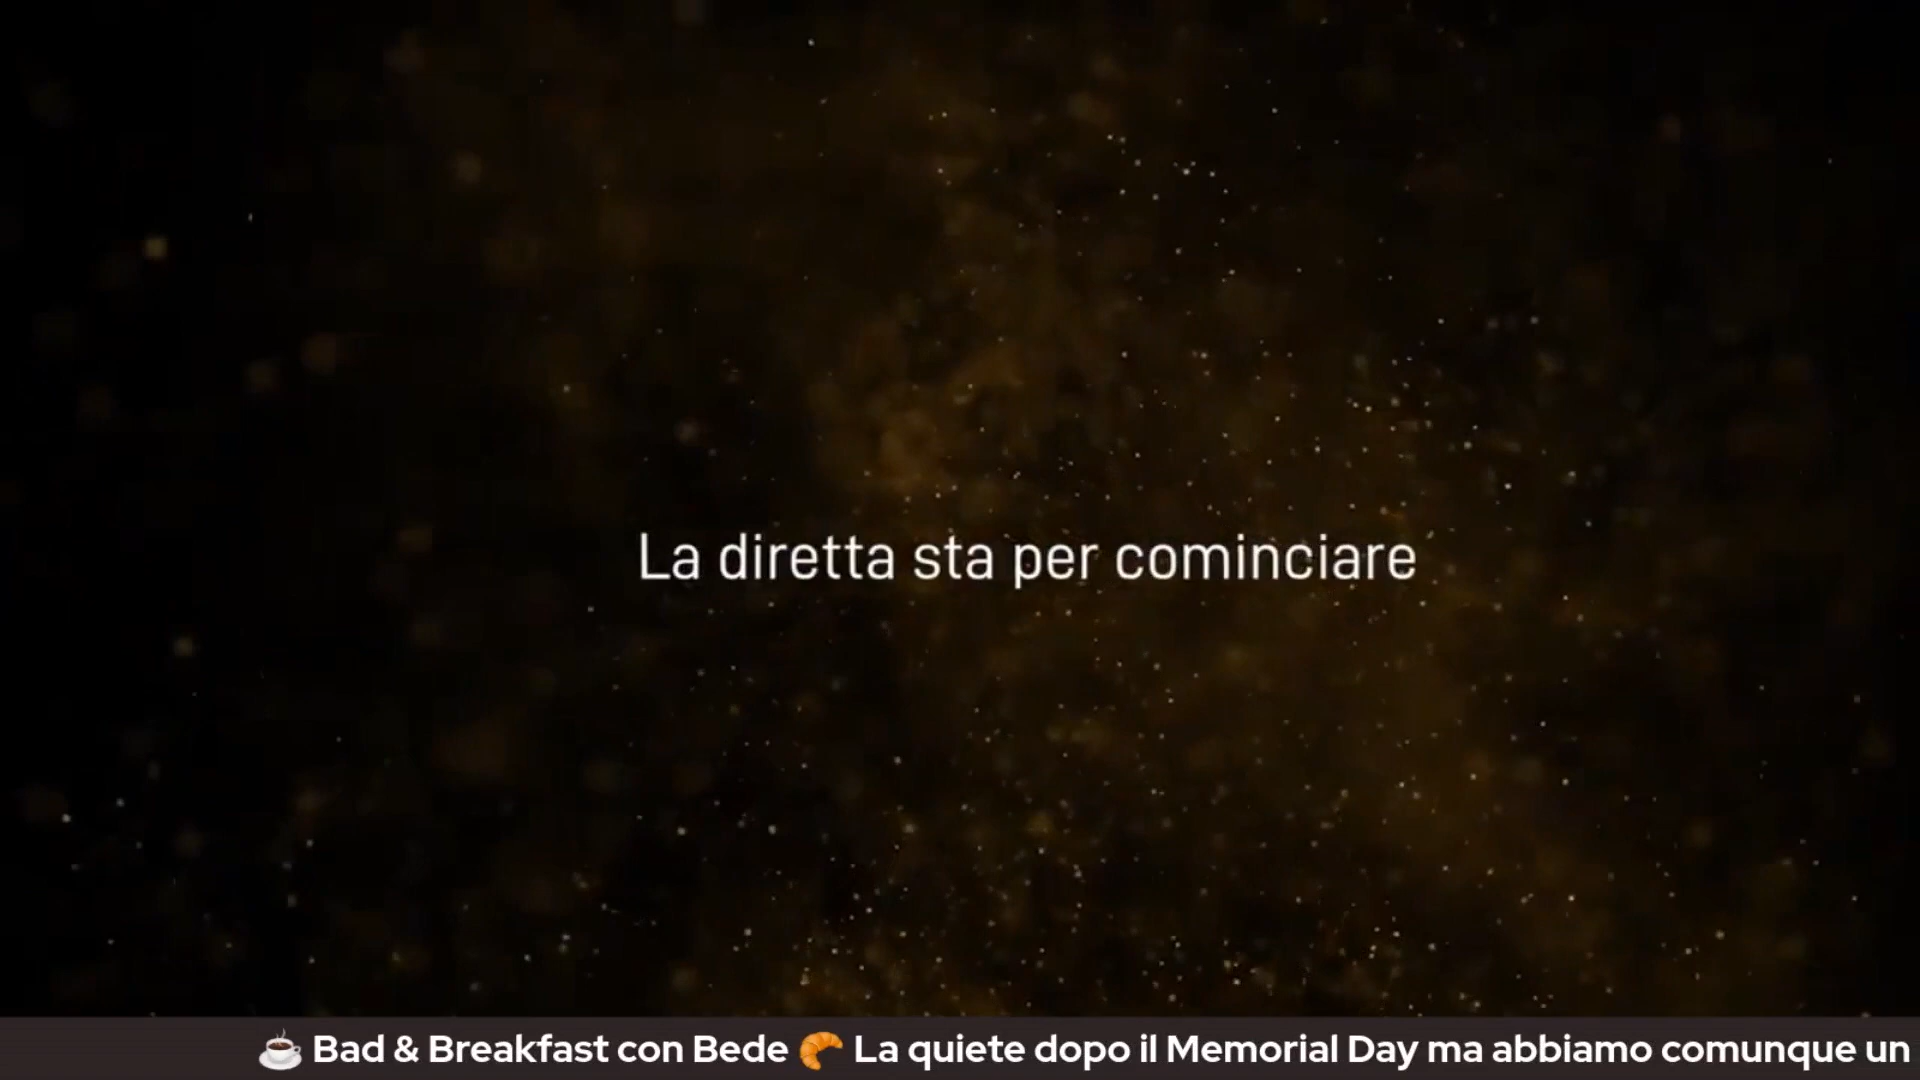 La diretta sta per cominciare
☕ Bad & Breakfast con Bede 🥐 La quiete dopo il Memorial Day ma abbiamo comunque un